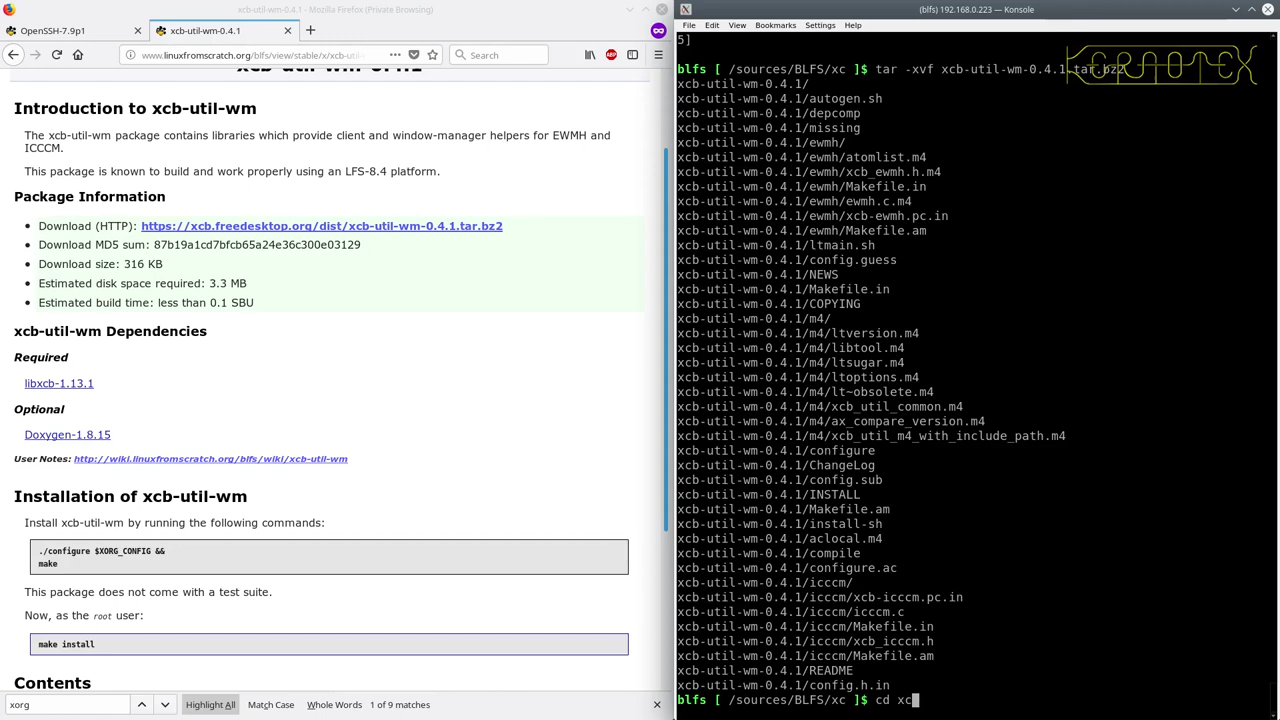 xcb-util-wm-0.4.1 - Mozilla Firefox (Private Browsing)
OpenSSH-7.9p1
xcb-util-wm-0.4.1
www.linuxfromscratch.org/blfs/view/stable/x/xcb-util-
Search
Introduction to xcb-util-wm
The xcb-util-wm package contains libraries which provide client and window-manager helpers for EWMH and
ICCCM.
This package is known to build and work properly using an LFS-8.4 platform.
Package Information
Download (HTTP): https://xcb.freedesktop.org/dist/xcb-util-wm-0.4.1.tar.bz2
Download MD5 sum: 87b19a1cd7bfcb65a24e36c300e03129
Download size: 316 KB
Estimated disk space required: 3.3 MB
Estimated build time: less than 0.1 SBU
xcb-util-wm Dependencies
Required
libxcb-1.13.1
Optional
Doxygen-1.8.15
User Notes: http://wiki.linuxfromscratch.org/blfs/wiki/xcb-util-wm
Installation of xcb-util-wm
Install xcb-util-wm by running the following commands:
./configure $XORG_CONFIG &&
make
This package does not come with a test suite.
Now, as the root user:
make install
Contents
xorg
Highlight All
Match Case
Whole Words
1 of 9 matches
(blfs) 192.168.0.223 — Konsole
File Edit View Bookmarks Settings Help
5]
blfs [ /sources/BLFS/xc ]$ tar -xvf xcb-util-wm-0.4.1.tar.bz2
xcb-util-wm-0.4.1/
xcb-util-wm-0.4.1/autogen.sh
xcb-util-wm-0.4.1/depcomp
xcb-util-wm-0.4.1/missing
xcb-util-wm-0.4.1/ewmh/
xcb-util-wm-0.4.1/ewmh/atomlist.m4
xcb-util-wm-0.4.1/ewmh/xcb_ewmh.h.m4
xcb-util-wm-0.4.1/ewmh/Makefile.in
xcb-util-wm-0.4.1/ewmh/ewmh.c.m4
xcb-util-wm-0.4.1/ewmh/xcb-ewmh.pc.in
xcb-util-wm-0.4.1/ewmh/Makefile.am
xcb-util-wm-0.4.1/ltmain.sh
xcb-util-wm-0.4.1/config.guess
xcb-util-wm-0.4.1/NEWS
xcb-util-wm-0.4.1/Makefile.in
xcb-util-wm-0.4.1/COPYING
xcb-util-wm-0.4.1/m4/
xcb-util-wm-0.4.1/m4/ltversion.m4
xcb-util-wm-0.4.1/m4/libtool.m4
xcb-util-wm-0.4.1/m4/ltsugar.m4
xcb-util-wm-0.4.1/m4/ltoptions.m4
xcb-util-wm-0.4.1/m4/lt~obsolete.m4
xcb-util-wm-0.4.1/m4/xcb_util_common.m4
xcb-util-wm-0.4.1/m4/ax_compare_version.m4
xcb-util-wm-0.4.1/m4/xcb_util_m4_with_include_path.m4
xcb-util-wm-0.4.1/configure
xcb-util-wm-0.4.1/ChangeLog
xcb-util-wm-0.4.1/config.sub
xcb-util-wm-0.4.1/INSTALL
xcb-util-wm-0.4.1/Makefile.am
xcb-util-wm-0.4.1/install-sh
xcb-util-wm-0.4.1/aclocal.m4
xcb-util-wm-0.4.1/compile
xcb-util-wm-0.4.1/configure.ac
xcb-util-wm-0.4.1/icccm/
xcb-util-wm-0.4.1/icccm/xcb-icccm.pc.in
xcb-util-wm-0.4.1/icccm/icccm.c
xcb-util-wm-0.4.1/icccm/Makefile.in
xcb-util-wm-0.4.1/icccm/xcb_icccm.h
xcb-util-wm-0.4.1/icccm/Makefile.am
xcb-util-wm-0.4.1/README
xcb-util-wm-0.4.1/config.h.in
blfs [ /sources/BLFS/xc ]$ cd xc